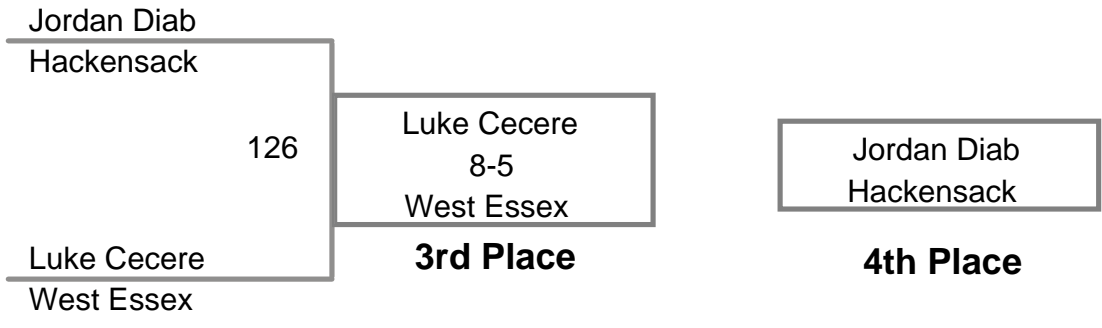 Jordan Diab
Hackensack
126
Luke Cecere
8-5
West Essex
3rd Place
Jordan Diab
Hackensack
4th Place
Luke Cecere
West Essex